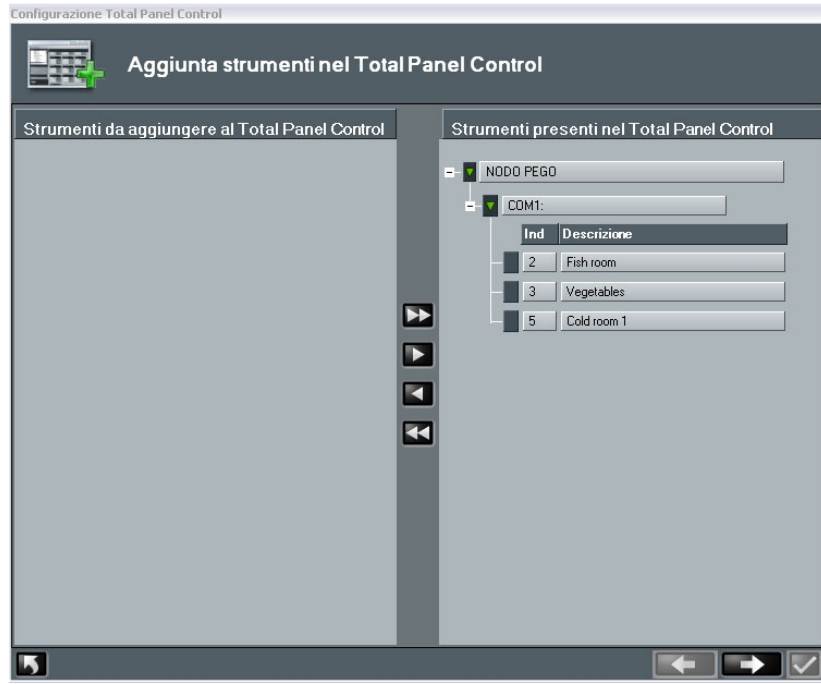 Configurazione Total Panel Control
Aggiunta strumenti nel Total Panel Control
Strumenti da aggiungere al Total Panel Control
Strumenti presenti nel Total Panel Control
NODO PEGO
COM1:
Ind Descrizione
2 Fish room
3 Vegetables
5 Cold room 1